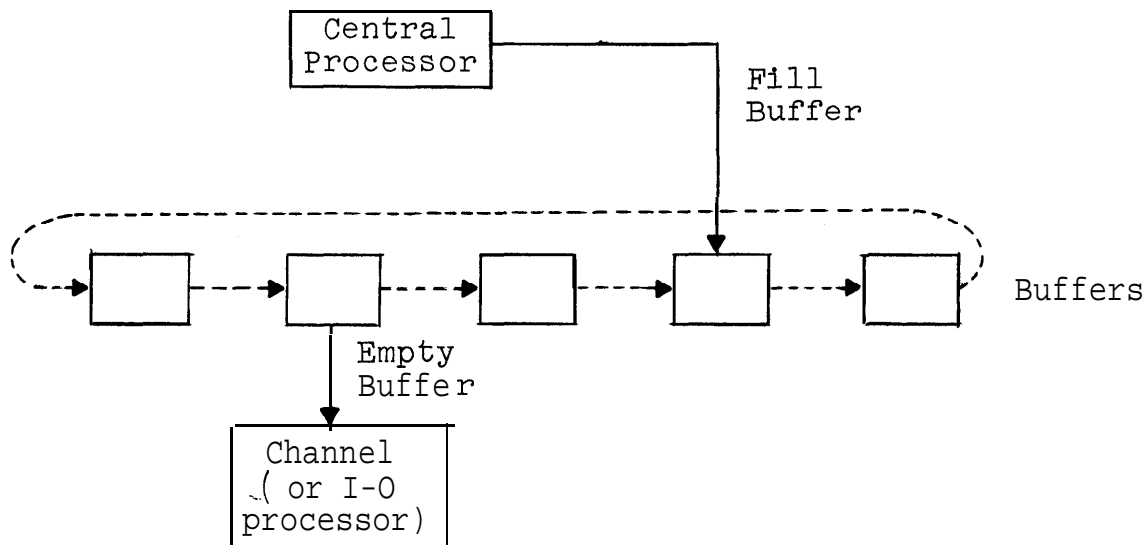 Central
Processor
Fill
Buffer
Buffers
Empty
Buffer
Channel
( or I-O
processor)